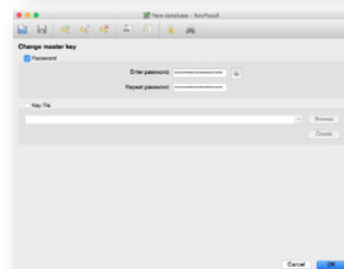 New database - KeePassX
Change master key
Password
Enter password:
Repeat password:
Key file
Browse
Create
Cancel
OK